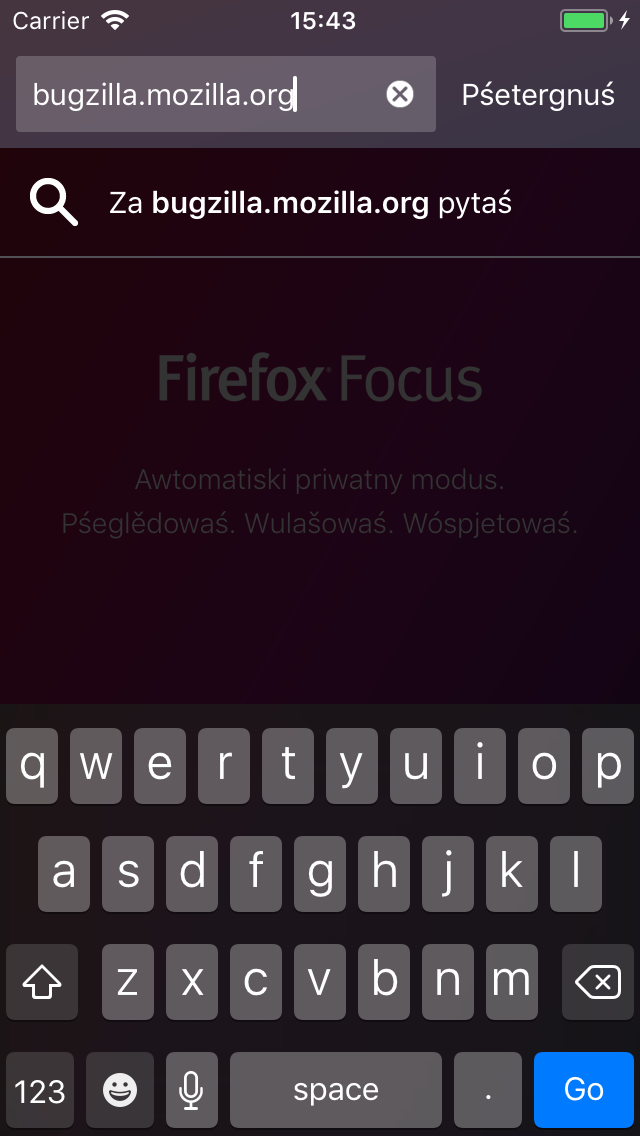 Carrier 15:43
bugzilla.mozilla.org Pśetergnuś
Za bugzilla.mozilla.org pytaś
Firefox Focus
Awtomatiski priwatny modus.
Pśeglědowaś. Wulašowaś. Wóspjetowaś.
q w e r t y u i o p
a s d f g h j k l
z x c v b n m
123 space . Go